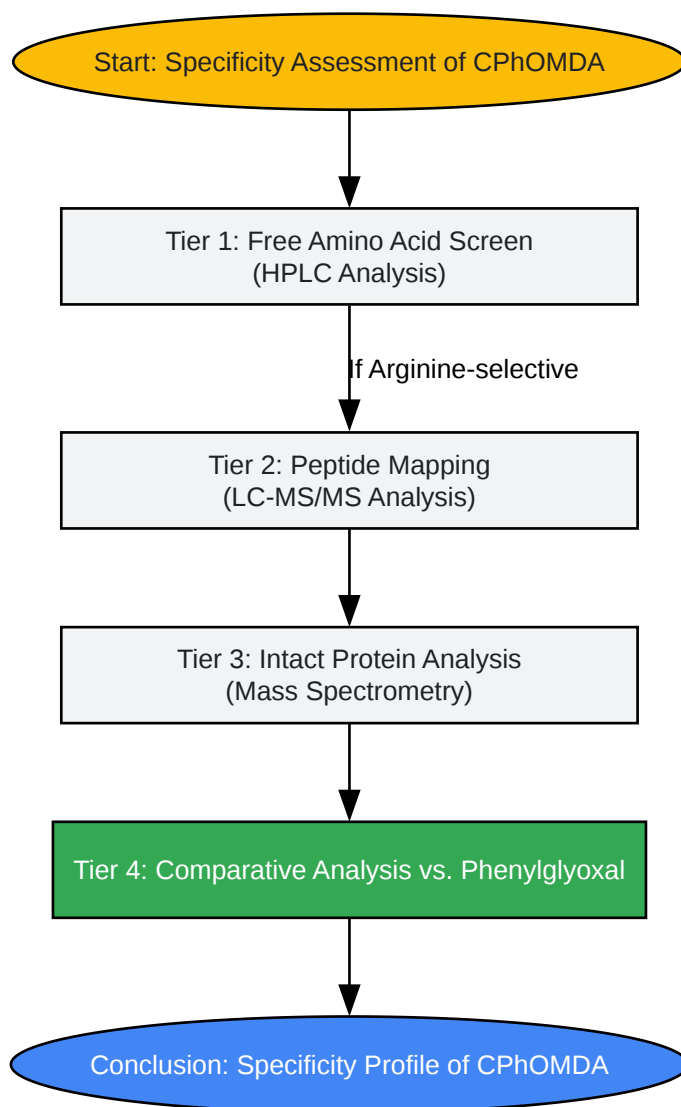 Start: Specificity Assessment of CPhOMDA
Tier 1: Free Amino Acid Screen
(HPLC Analysis)
If Arginine-selective
Tier 2: Peptide Mapping
(LC-MS/MS Analysis)
Tier 3: Intact Protein Analysis
(Mass Spectrometry)
Tier 4: Comparative Analysis vs. Phenylglyoxal
Conclusion: Specificity Profile of CPhOMDA